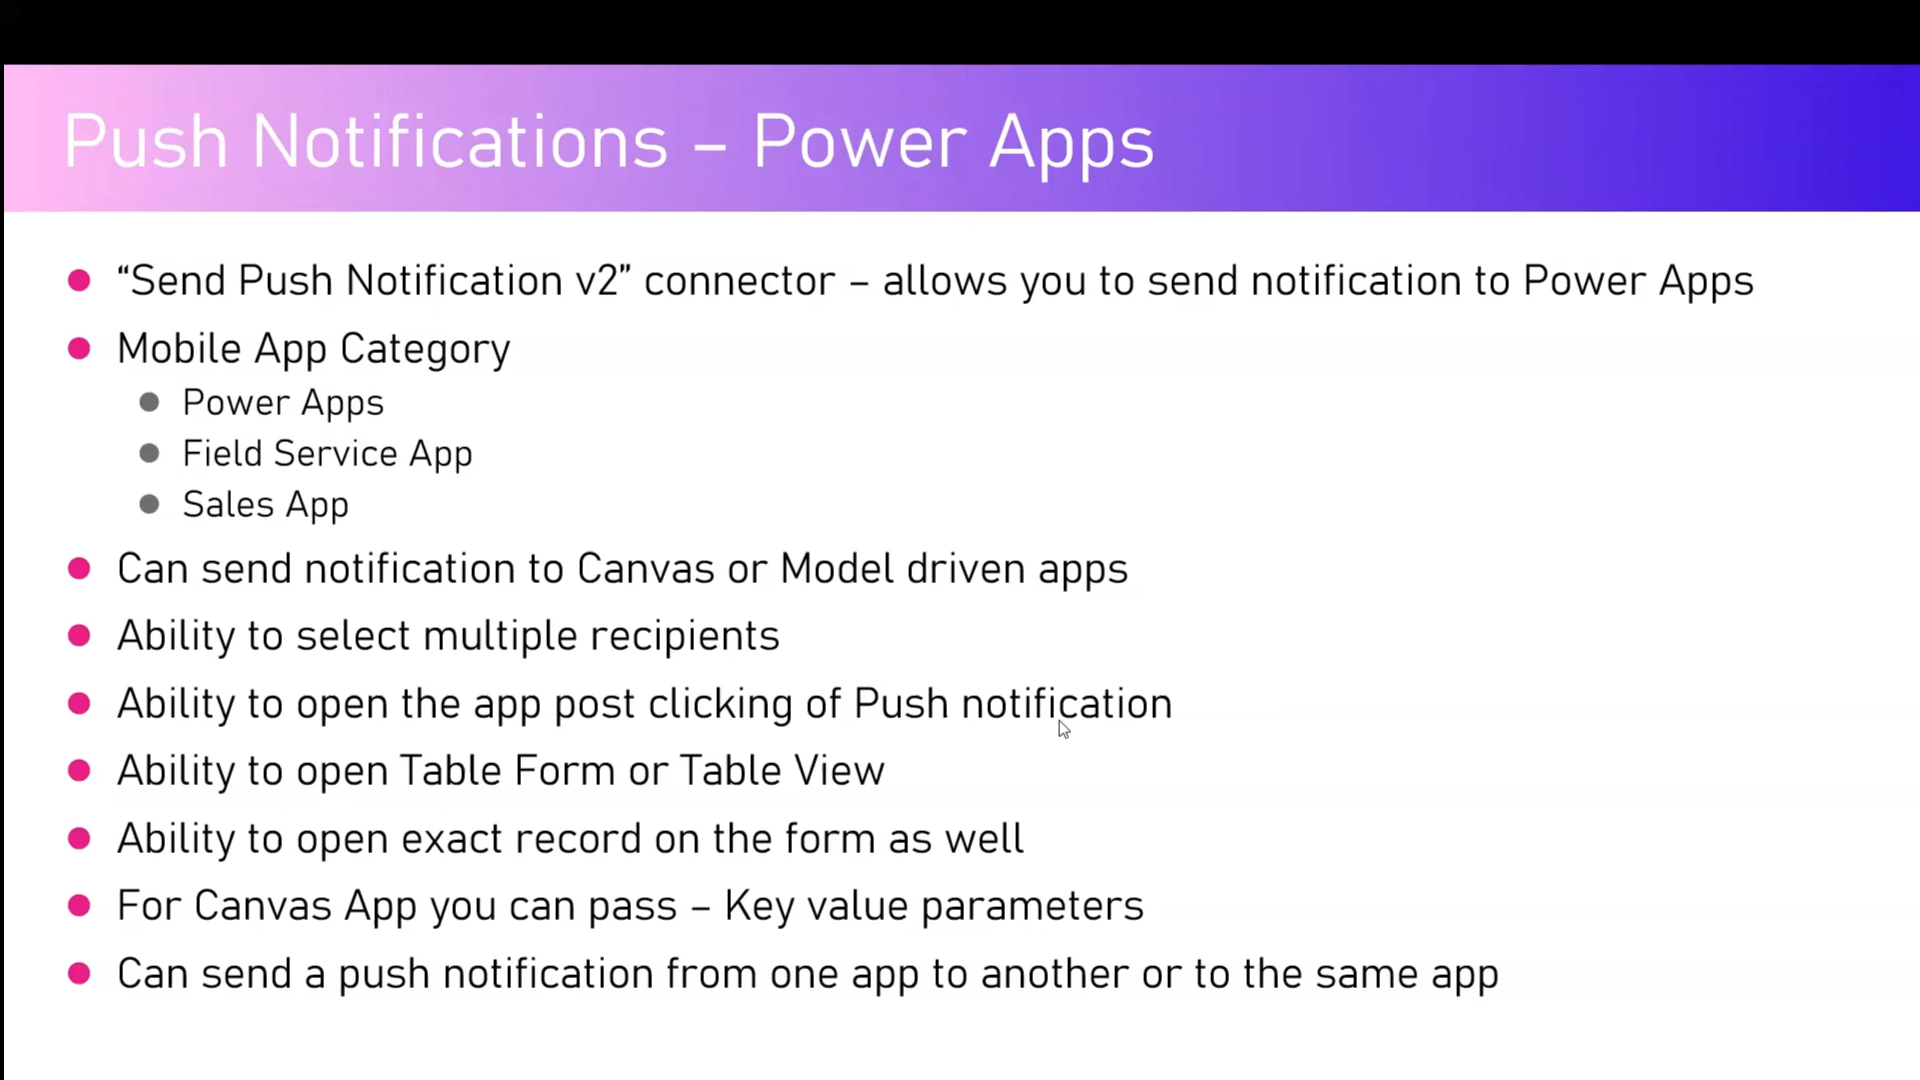 Push Notifications – Power Apps
“Send Push Notification v2” connector – allows you to send notification to Power Apps
Mobile App Category
Power Apps
Field Service App
Sales App
Can send notification to Canvas or Model driven apps
Ability to select multiple recipients
Ability to open the app post clicking of Push notification
Ability to open Table Form or Table View
Ability to open exact record on the form as well
For Canvas App you can pass – Key value parameters
Can send a push notification from one app to another or to the same app